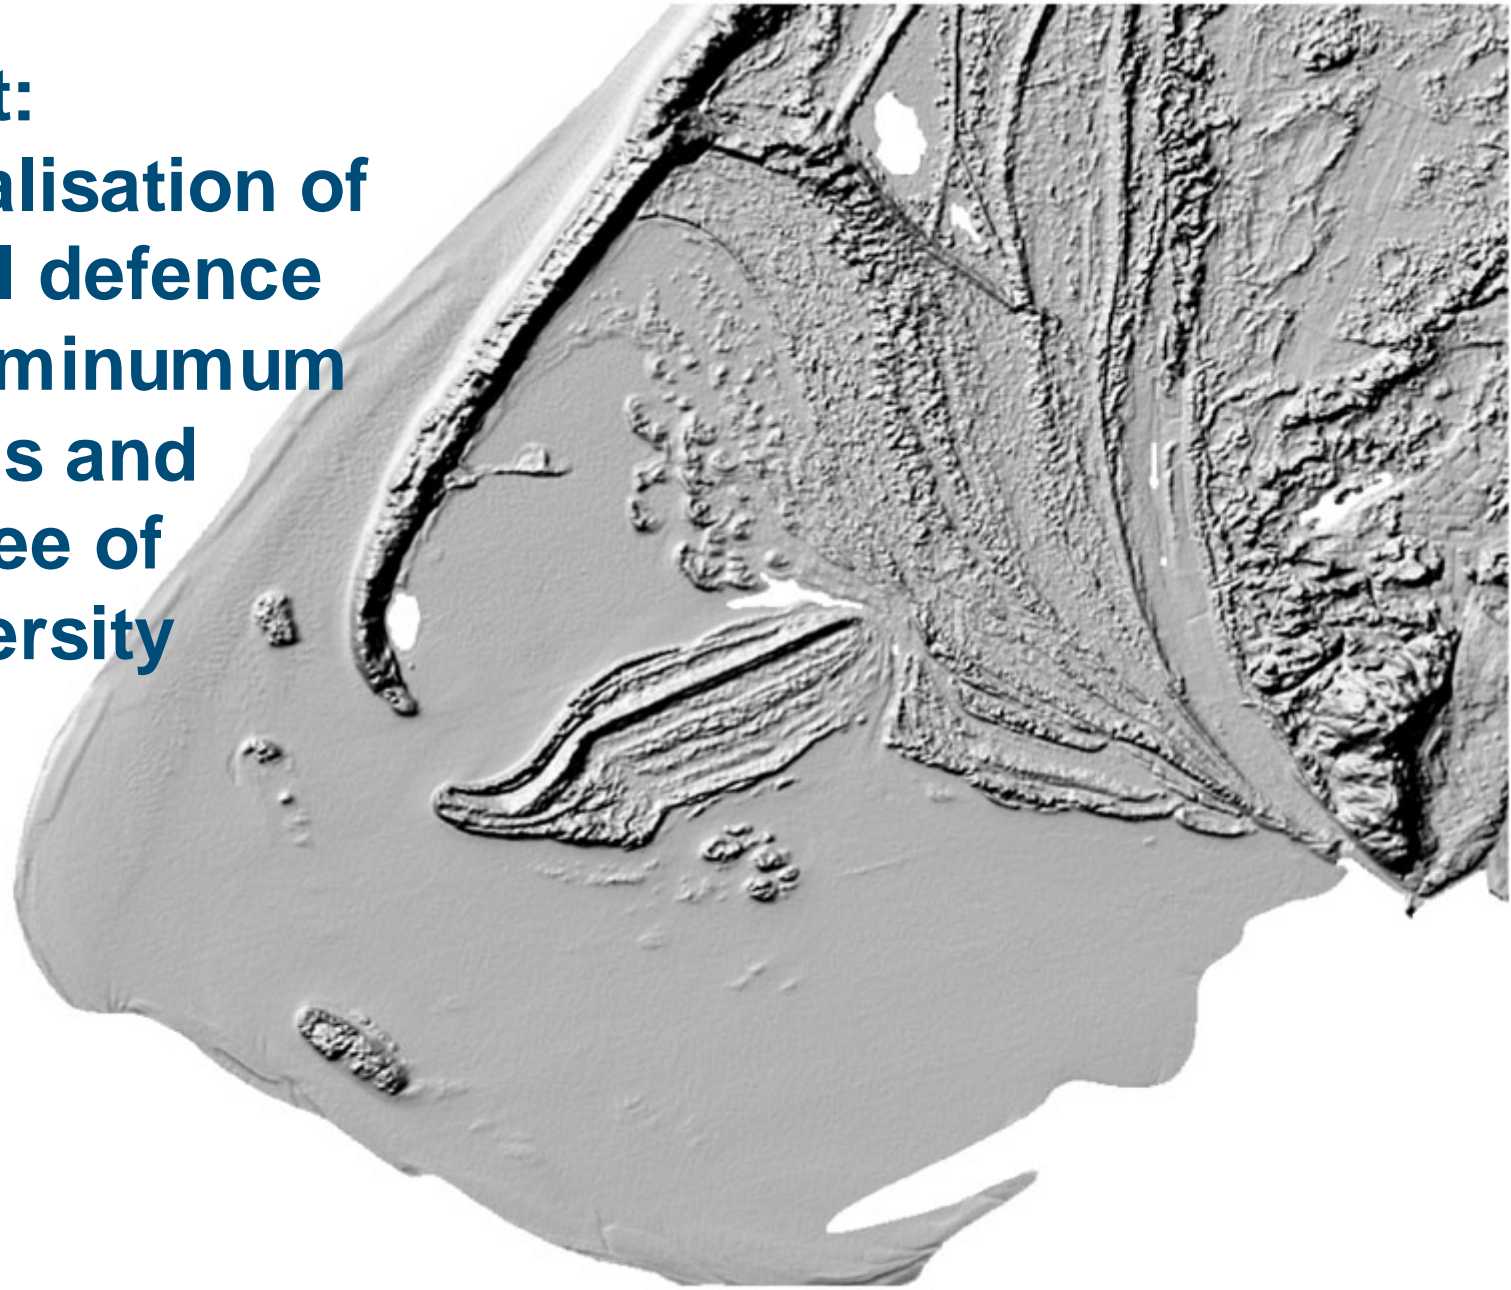 t:
alisation of
l defence
minumum
s and
ee of
ersity